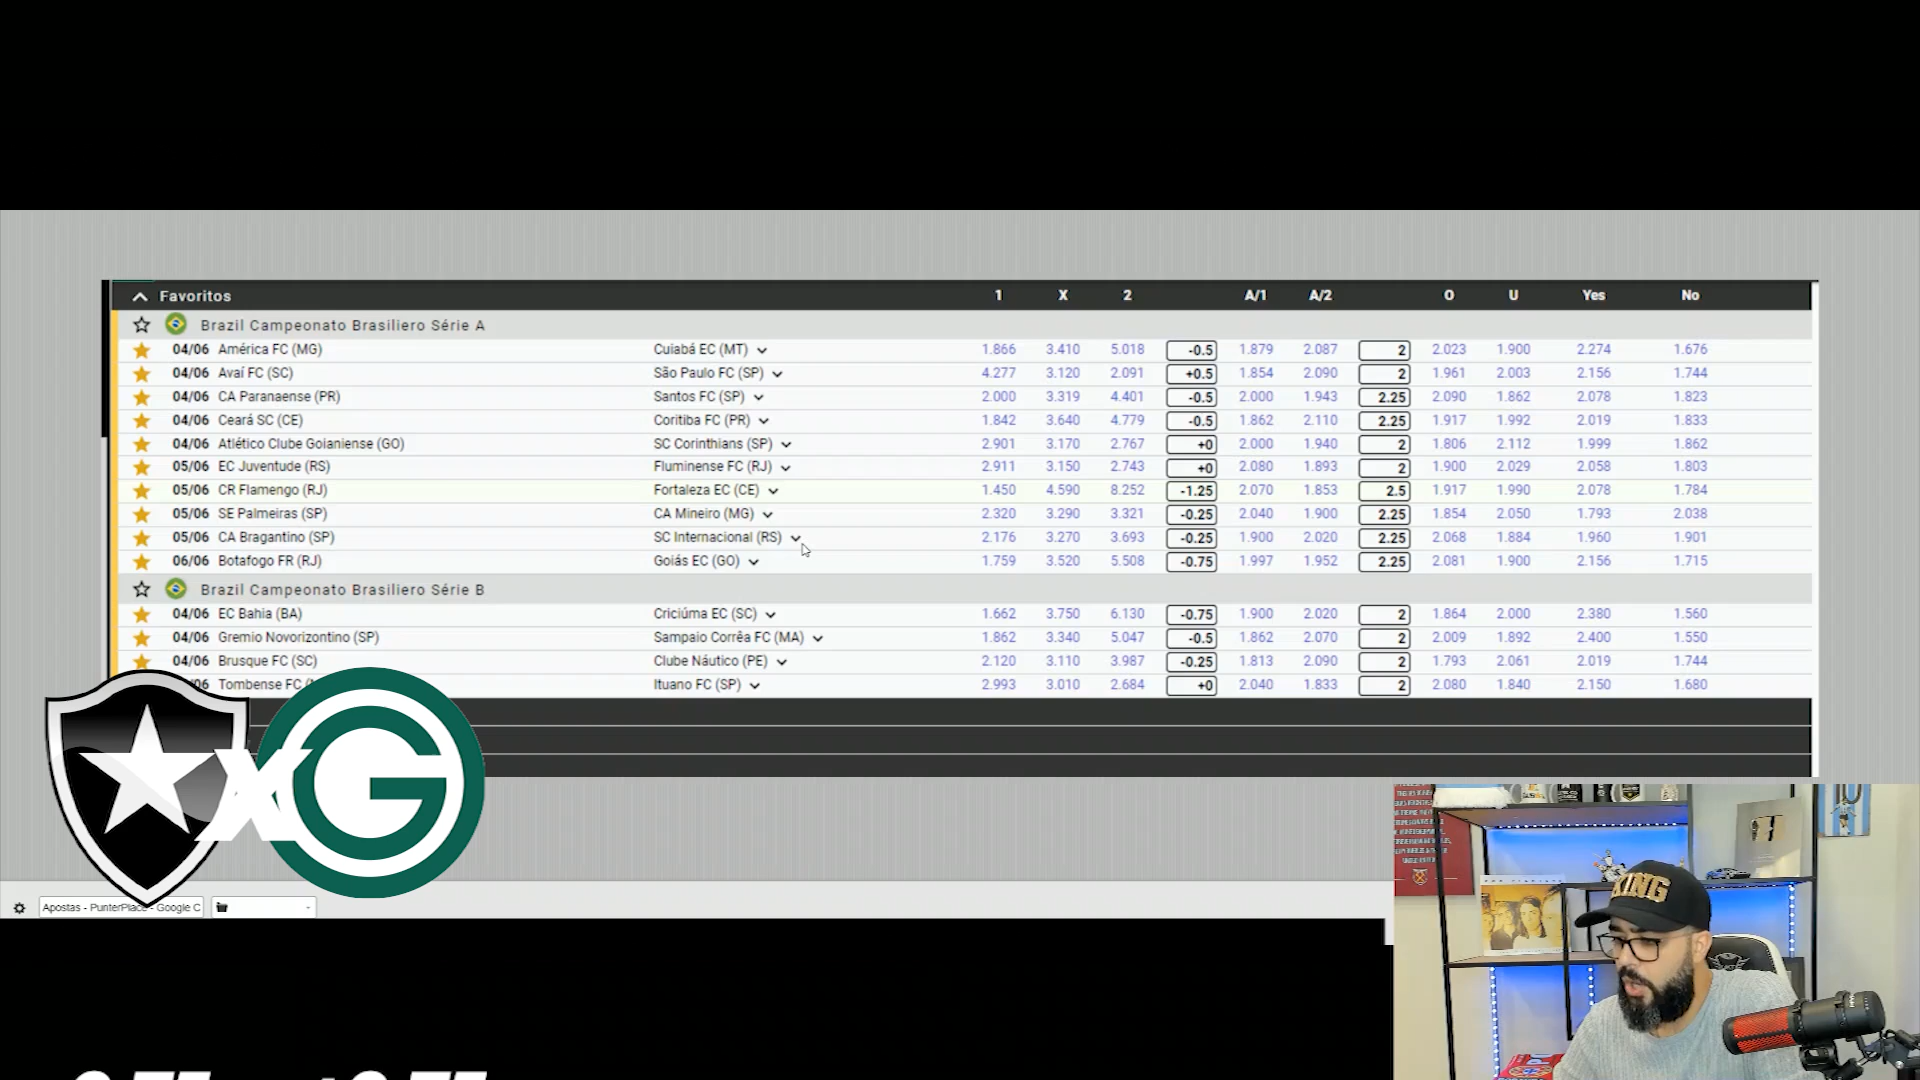 Favoritos 1 X 2 A/1 A/2 O U Yes No
Brazil Campeonato Brasiliero Série A
04/06 América FC (MG) Cuiabá EC (MT) 1.866 3.410 5.018 -0.5 1.879 2.087 2 2.023 1.900 2.274 1.676
04/06 Avaí FC (SC) São Paulo FC (SP) 4.277 3.120 2.091 +0.5 1.854 2.090 2 1.961 2.003 2.156 1.744
04/06 CA Paranaense (PR) Santos FC (SP) 2.000 3.319 4.401 -0.5 2.000 1.943 2.25 2.090 1.862 2.078 1.823
04/06 Ceará SC (CE) Coritiba FC (PR) 1.842 3.640 4.779 -0.5 1.862 2.110 2.25 1.917 1.992 2.019 1.833
04/06 Atlético Clube Goianiense (GO) SC Corinthians (SP) 2.901 3.170 2.767 +0 2.000 1.940 2 1.806 2.112 1.999 1.862
05/06 EC Juventude (RS) Fluminense FC (RJ) 2.911 3.150 2.743 +0 2.080 1.893 2 1.900 2.029 2.058 1.803
05/06 CR Flamengo (RJ) Fortaleza EC (CE) 1.450 4.590 8.252 -1.25 2.070 1.853 2.5 1.917 1.990 2.078 1.784
05/06 SE Palmeiras (SP) CA Mineiro (MG) 2.320 3.290 3.321 -0.25 2.040 1.900 2.25 1.854 2.050 1.793 2.038
05/06 CA Bragantino (SP) SC Internacional (RS) 2.176 3.270 3.693 -0.25 1.900 2.020 2.25 2.068 1.884 1.960 1.901
06/06 Botafogo FR (RJ) Goiás EC (GO) 1.759 3.520 5.508 -0.75 1.997 1.952 2.25 2.081 1.900 2.156 1.715
Brazil Campeonato Brasiliero Série B
04/06 EC Bahia (BA) Criciúma EC (SC) 1.662 3.750 6.130 -0.75 1.900 2.020 2 1.864 2.000 2.380 1.560
04/06 Gremio Novorizontino (SP) Sampaio Corrêa FC (MA) 1.862 3.340 5.047 -0.5 1.862 2.070 2 2.009 1.892 2.400 1.550
04/06 Brusque FC (SC) Clube Náutico (PE) 2.120 3.110 3.987 -0.25 1.813 2.090 2 1.793 2.061 2.019 1.744
/06 Tombense FC Ituano FC (SP) 2.993 3.010 2.684 +0 2.040 1.833 2 2.080 1.840 2.150 1.680
x G
Apostas - PunterPlace - Google C
KING